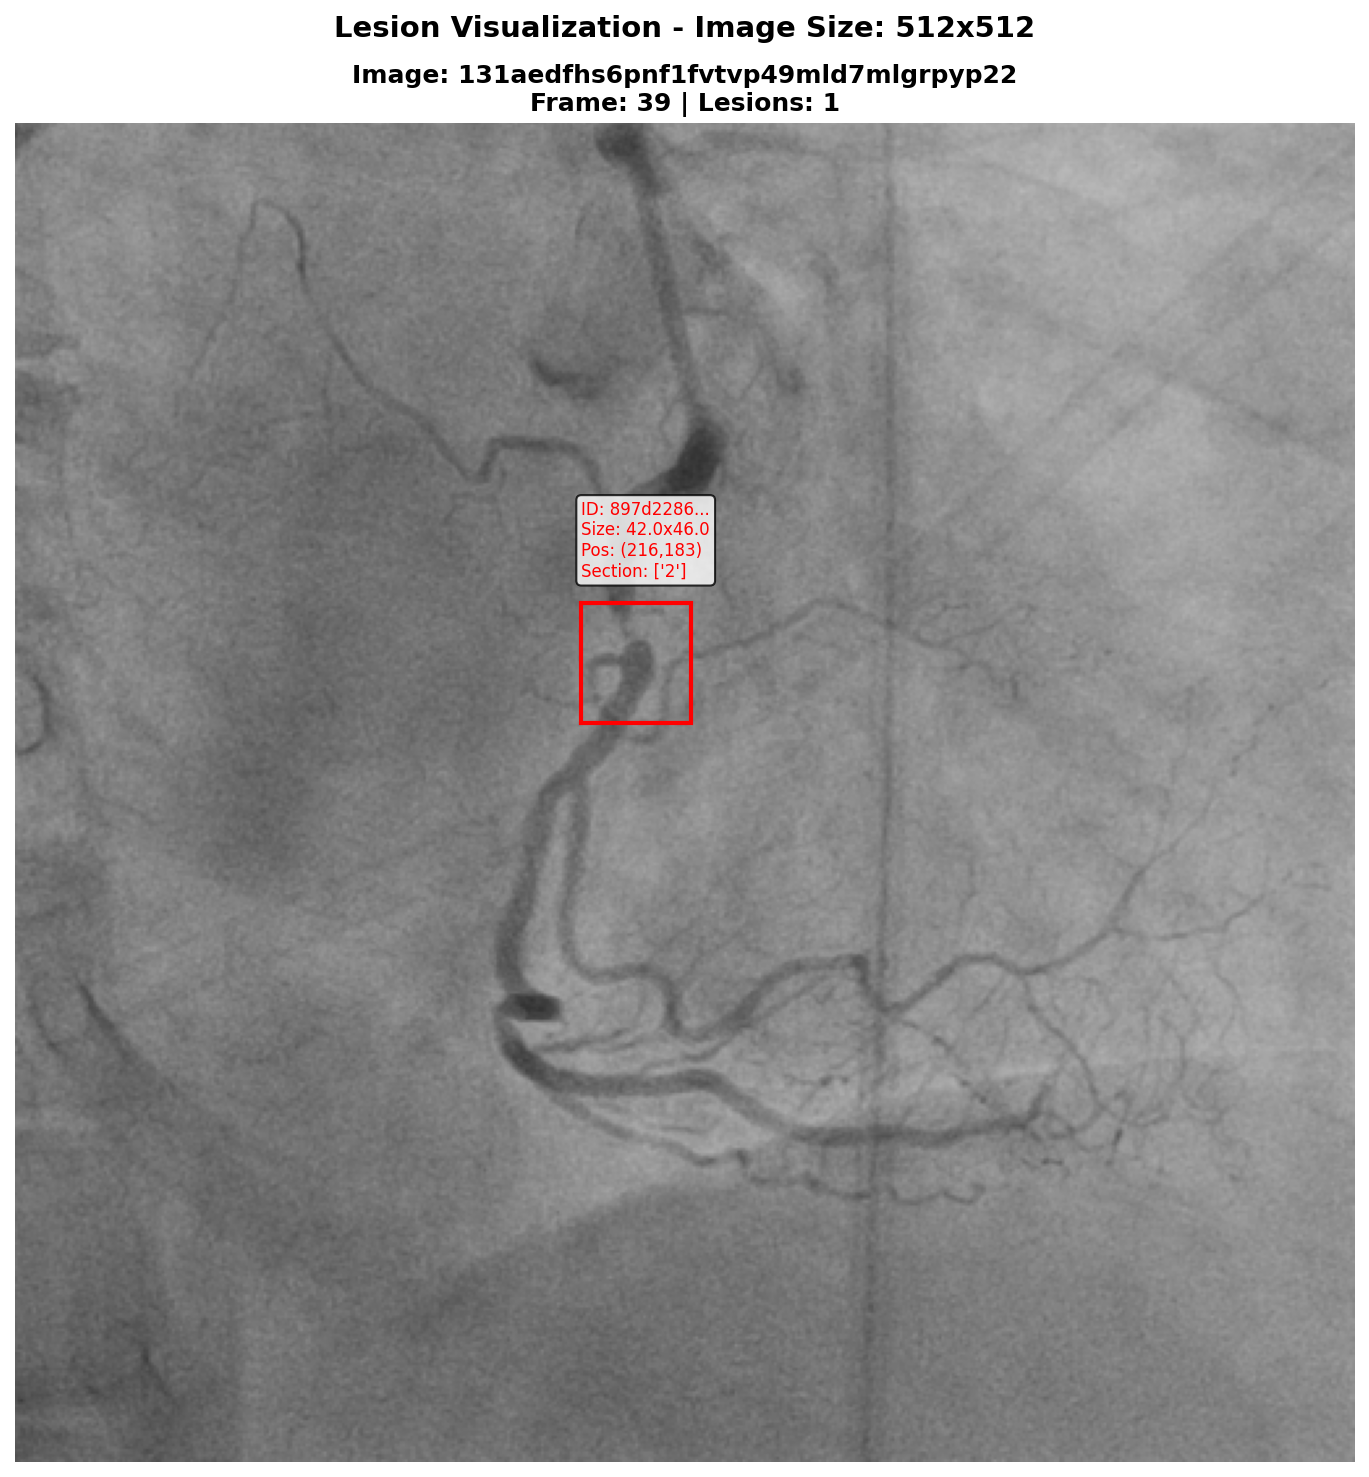 Lesion Visualization - Image Size: 512x512
Image: 131aedfhs6pnf1fvtvp49mld7mlgrpyp22
Frame: 39 | Lesions: 1
ID: 897d2286...
Size: 42.0x46.0
Pos: (216,183)
Section: ['2']